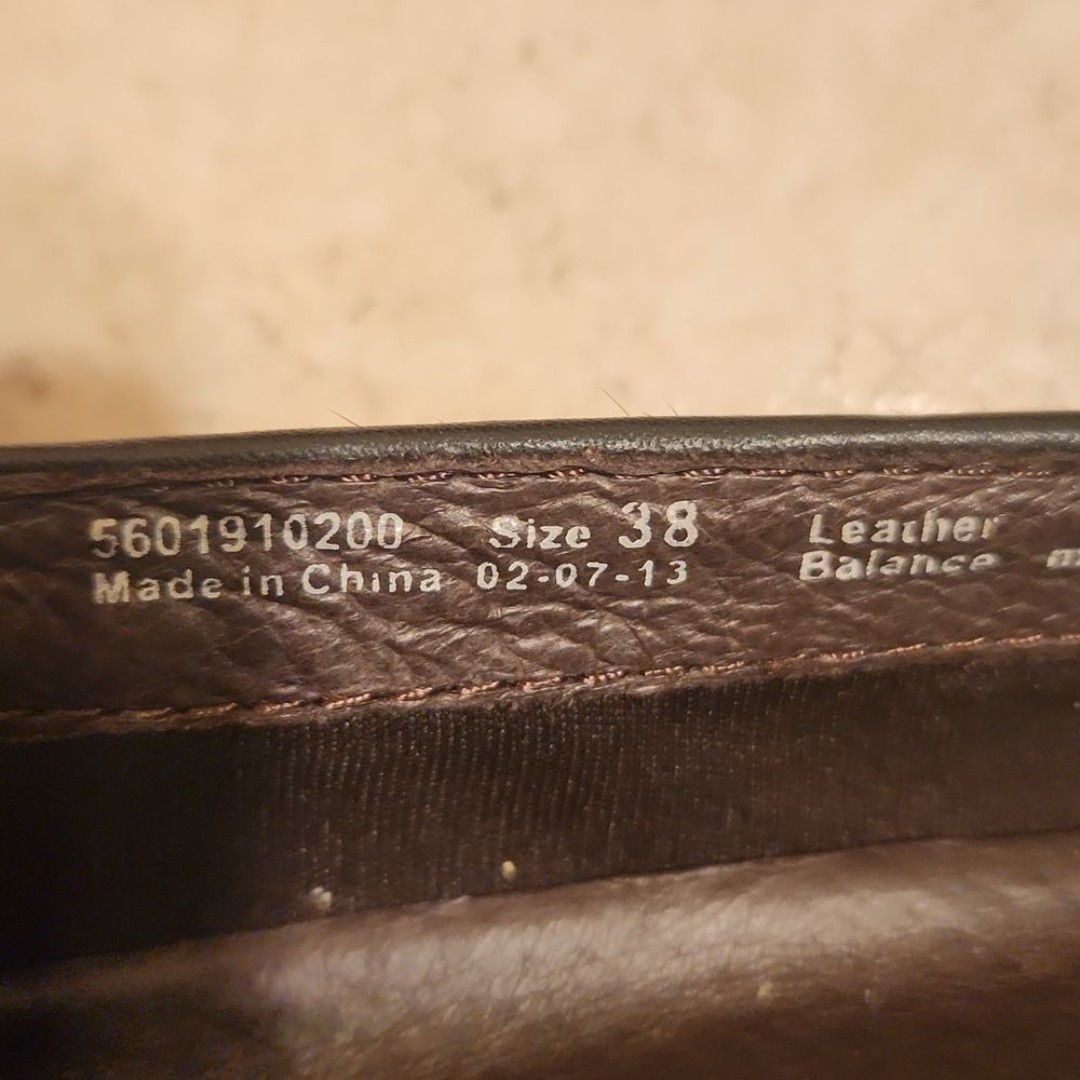 5601910200 Size 38 Leather
Made in China 02-07-13 Balance